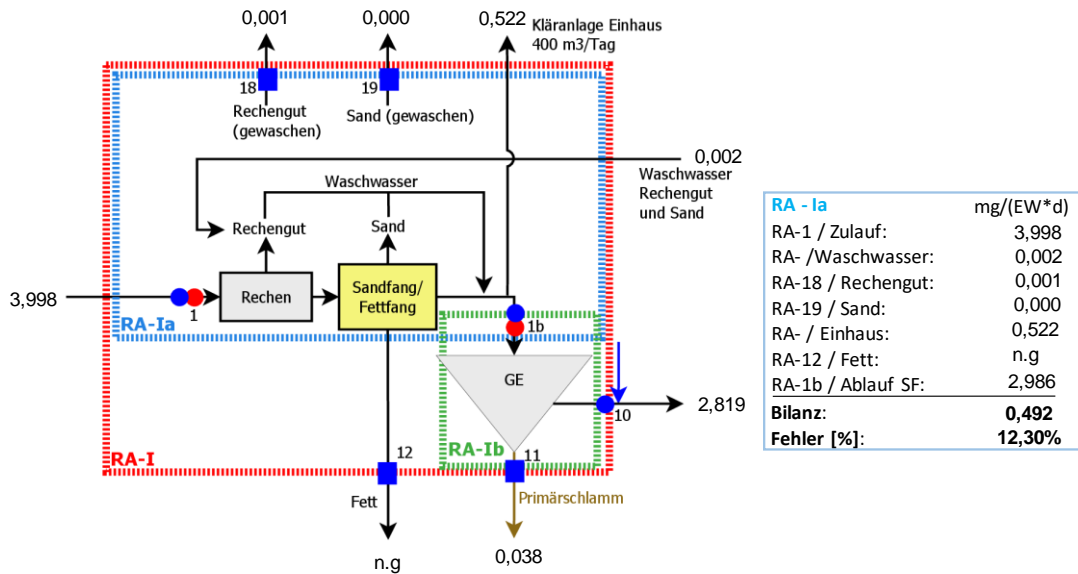 0,001
0,000
0,522
Kläranlage Einhaus
400 m3/Tag
18
19
Rechengut
(gewaschen)
Sand (gewaschen)
0,002
Waschwasser
Rechengut
und Sand
Waschwasser
Rechengut
Sand
3,998
1
Rechen
Sandfang/
Fettfang
RA-Ia
1b
GE
10
2,819
RA-Ib
RA-I
12
11
Fett
Primärschlamm
n.g
0,038
RA - Ia mg/(EW*d)
RA-1 / Zulauf: 3,998
RA- /Waschwasser: 0,002
RA-18 / Rechengut: 0,001
RA-19 / Sand: 0,000
RA- / Einhaus: 0,522
RA-12 / Fett: n.g
RA-1b / Ablauf SF: 2,986
Bilanz: 0,492
Fehler [%]: 12,30%